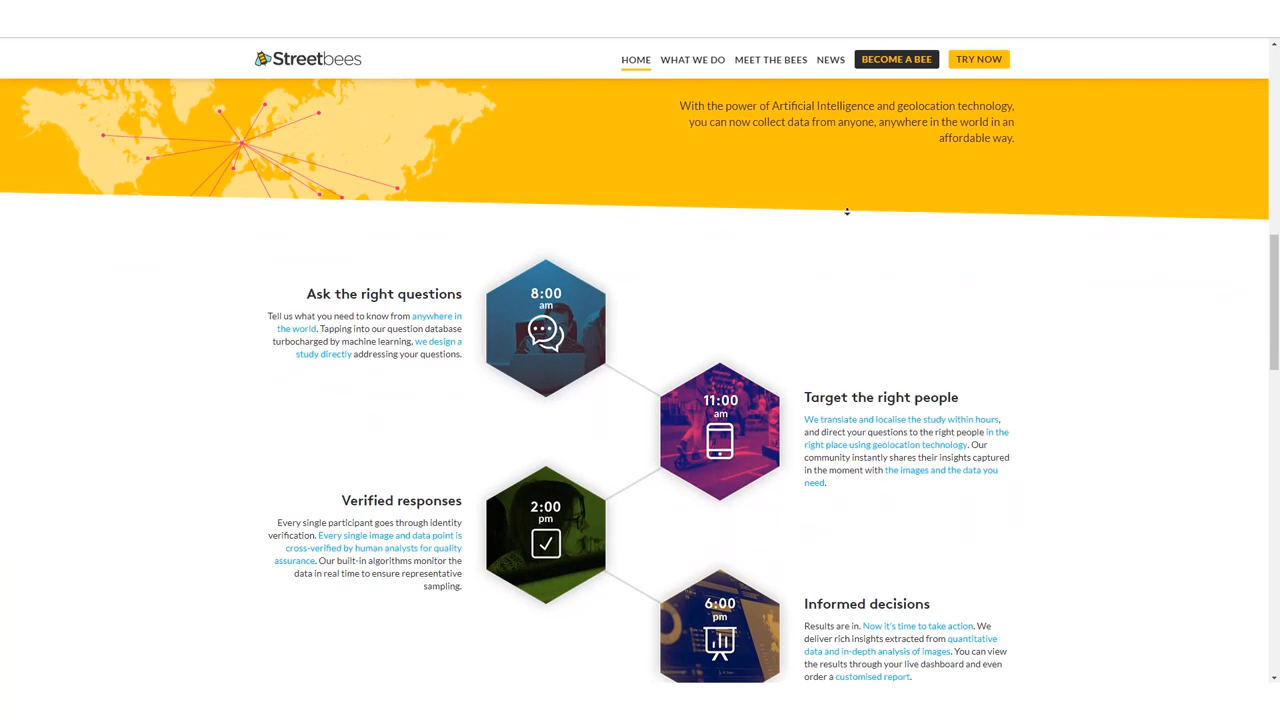 Streetbees
HOME WHAT WE DO MEET THE BEES NEWS BECOME A BEE TRY NOW
With the power of Artificial Intelligence and geolocation technology,
you can now collect data from anyone, anywhere in the world in an
affordable way.
Ask the right questions
Tell us what you need to know from anywhere in
the world. Tapping into our question database
turbocharged by machine learning, we design a
study directly addressing your questions.
8:00
am
11:00
am
Target the right people
We translate and localise the study within hours,
and direct your questions to the right people in the
right place using geolocation technology. Our
community instantly shares their insights captured
in the moment with the images and the data you
need.
Verified responses
Every single participant goes through identity
verification. Every single image and data point is
cross-verified by human analysts for quality
assurance. Our built-in algorithms monitor the
data in real time to ensure representative
sampling.
2:00
pm
6:00
pm
Informed decisions
Results are in. Now it's time to take action. We
deliver rich insights extracted from quantitative
data and in-depth analysis of images. You can view
the results through your live dashboard and even
order a customised report.